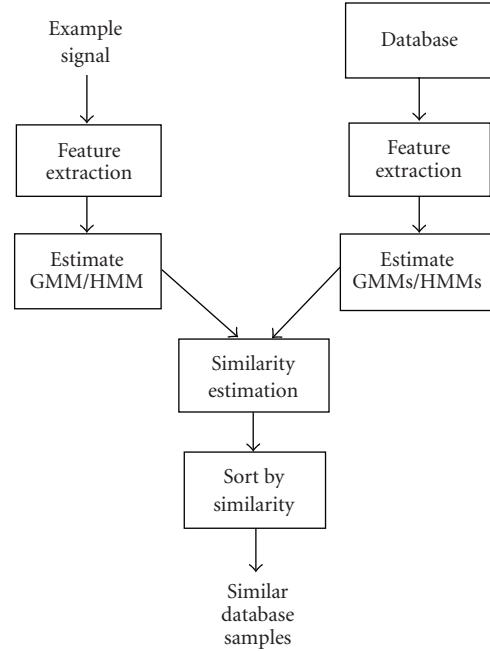 Example
signal
Database
Feature
extraction
Feature
extraction
Estimate
GMM/HMM
Estimate
GMMs/HMMs
Similarity
estimation
Sort by
similarity
Similar
database
samples